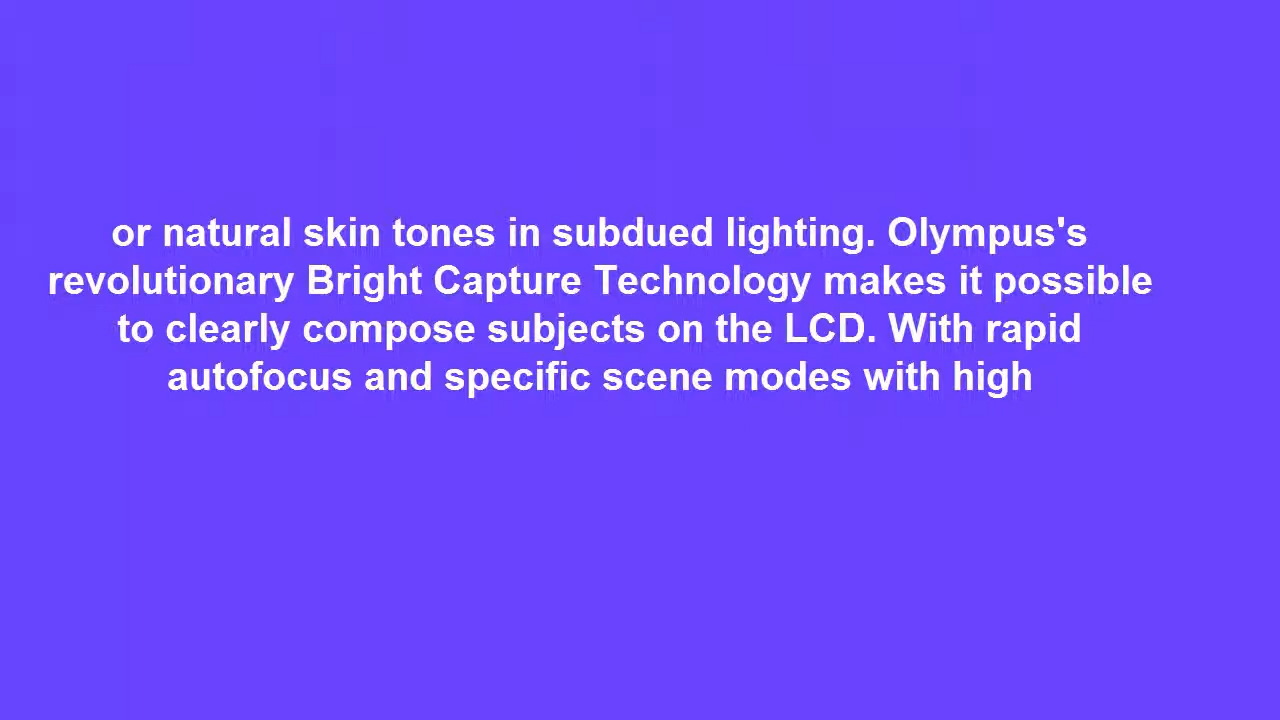 or natural skin tones in subdued lighting. Olympus's
revolutionary Bright Capture Technology makes it possible
to clearly compose subjects on the LCD. With rapid
autofocus and specific scene modes with high